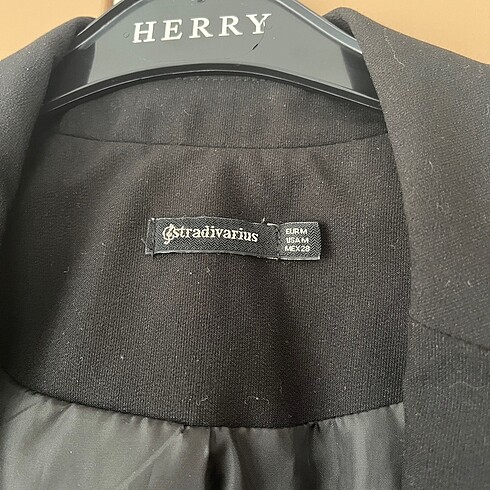 HERRY
stradivarius
EUR M
USA M
MEX 28